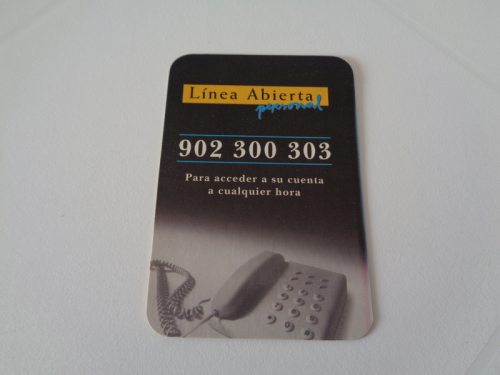 Línea Abierta
personal
902 300 303
Para acceder a su cuenta
a cualquier hora